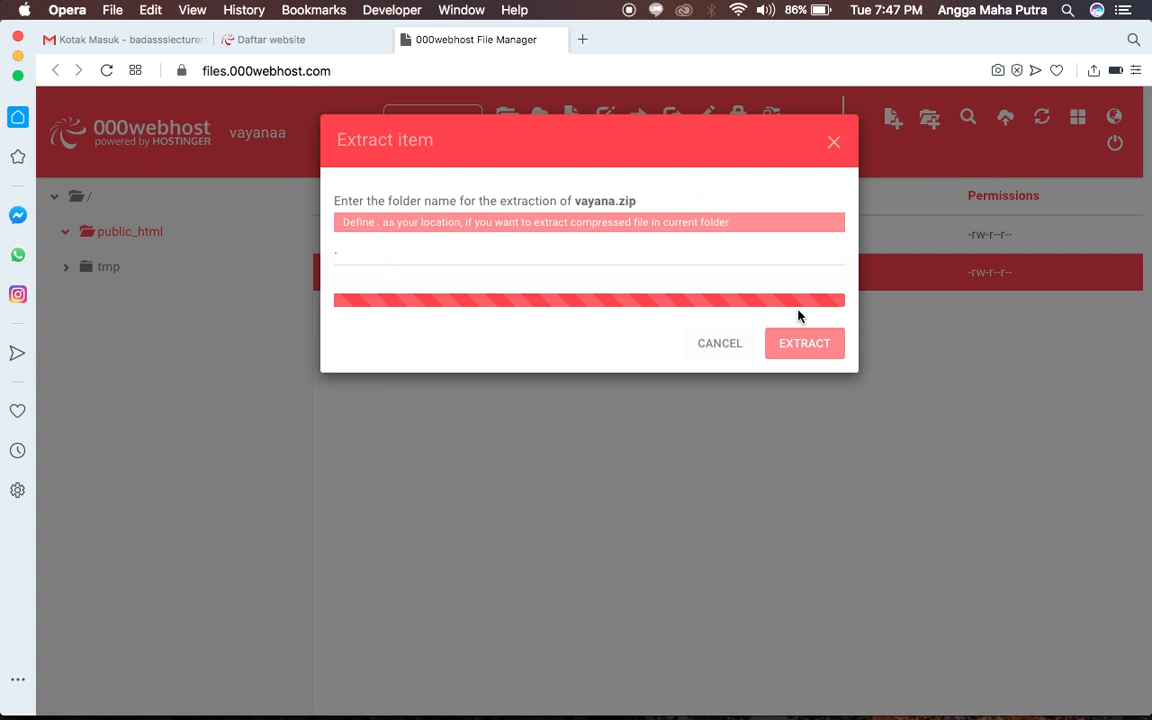 Opera File Edit View History Bookmarks Developer Window Help 86% Tue 7:47 PM Angga Maha Putra
Kotak Masuk - badassslecturer
Daftar website
000webhost File Manager
files.000webhost.com
000webhost
powered by HOSTINGER
vayanaa
Extract item
/
public_html
tmp
Permissions
-rw-r--r--
-rw-r--r--
Enter the folder name for the extraction of vayana.zip
Define . as your location, if you want to extract compressed file in current folder
.
CANCEL EXTRACT